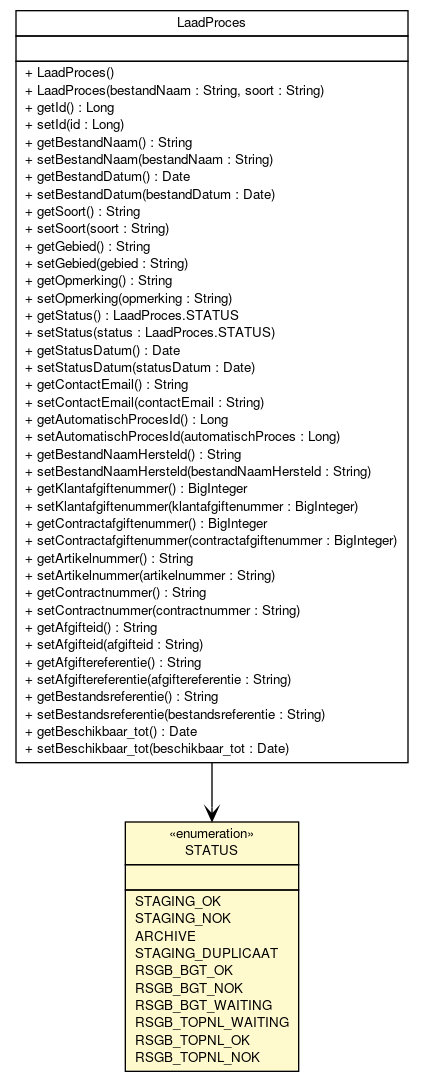 LaadProces
+ LaadProces()
+ LaadProces(bestandNaam : String, soort : String)
+ getId() : Long
+ setId(id : Long)
+ getBestandNaam() : String
+ setBestandNaam(bestandNaam : String)
+ getBestandDatum() : Date
+ setBestandDatum(bestandDatum : Date)
+ getSoort() : String
+ setSoort(soort : String)
+ getGebied() : String
+ setGebied(gebied : String)
+ getOpmerking() : String
+ setOpmerking(opmerking : String)
+ getStatus() : LaadProces.STATUS
+ setStatus(status : LaadProces.STATUS)
+ getStatusDatum() : Date
+ setStatusDatum(statusDatum : Date)
+ getContactEmail() : String
+ setContactEmail(contactEmail : String)
+ getAutomatischProcesId() : Long
+ setAutomatischProcesId(automatischProces : Long)
+ getBestandNaamHersteld() : String
+ setBestandNaamHersteld(bestandNaamHersteld : String)
+ getKlantafgiftenummer() : BigInteger
+ setKlantafgiftenummer(klantafgiftenummer : BigInteger)
+ getContractafgiftenummer() : BigInteger
+ setContractafgiftenummer(contractafgiftenummer : BigInteger)
+ getArtikelnummer() : String
+ setArtikelnummer(artikelnummer : String)
+ getContractnummer() : String
+ setContractnummer(contractnummer : String)
+ getAfgifteid() : String
+ setAfgifteid(afgifteid : String)
+ getAfgiftereferentie() : String
+ setAfgiftereferentie(afgiftereferentie : String)
+ getBestandsreferentie() : String
+ setBestandsreferentie(bestandsreferentie : String)
+ getBeschikbaar_tot() : Date
+ setBeschikbaar_tot(beschikbaar_tot : Date)
«enumeration»
STATUS
STAGING_OK
STAGING_NOK
ARCHIVE
STAGING_DUPLICAAT
RSGB_BGT_OK
RSGB_BGT_NOK
RSGB_BGT_WAITING
RSGB_TOPNL_WAITING
RSGB_TOPNL_OK
RSGB_TOPNL_NOK